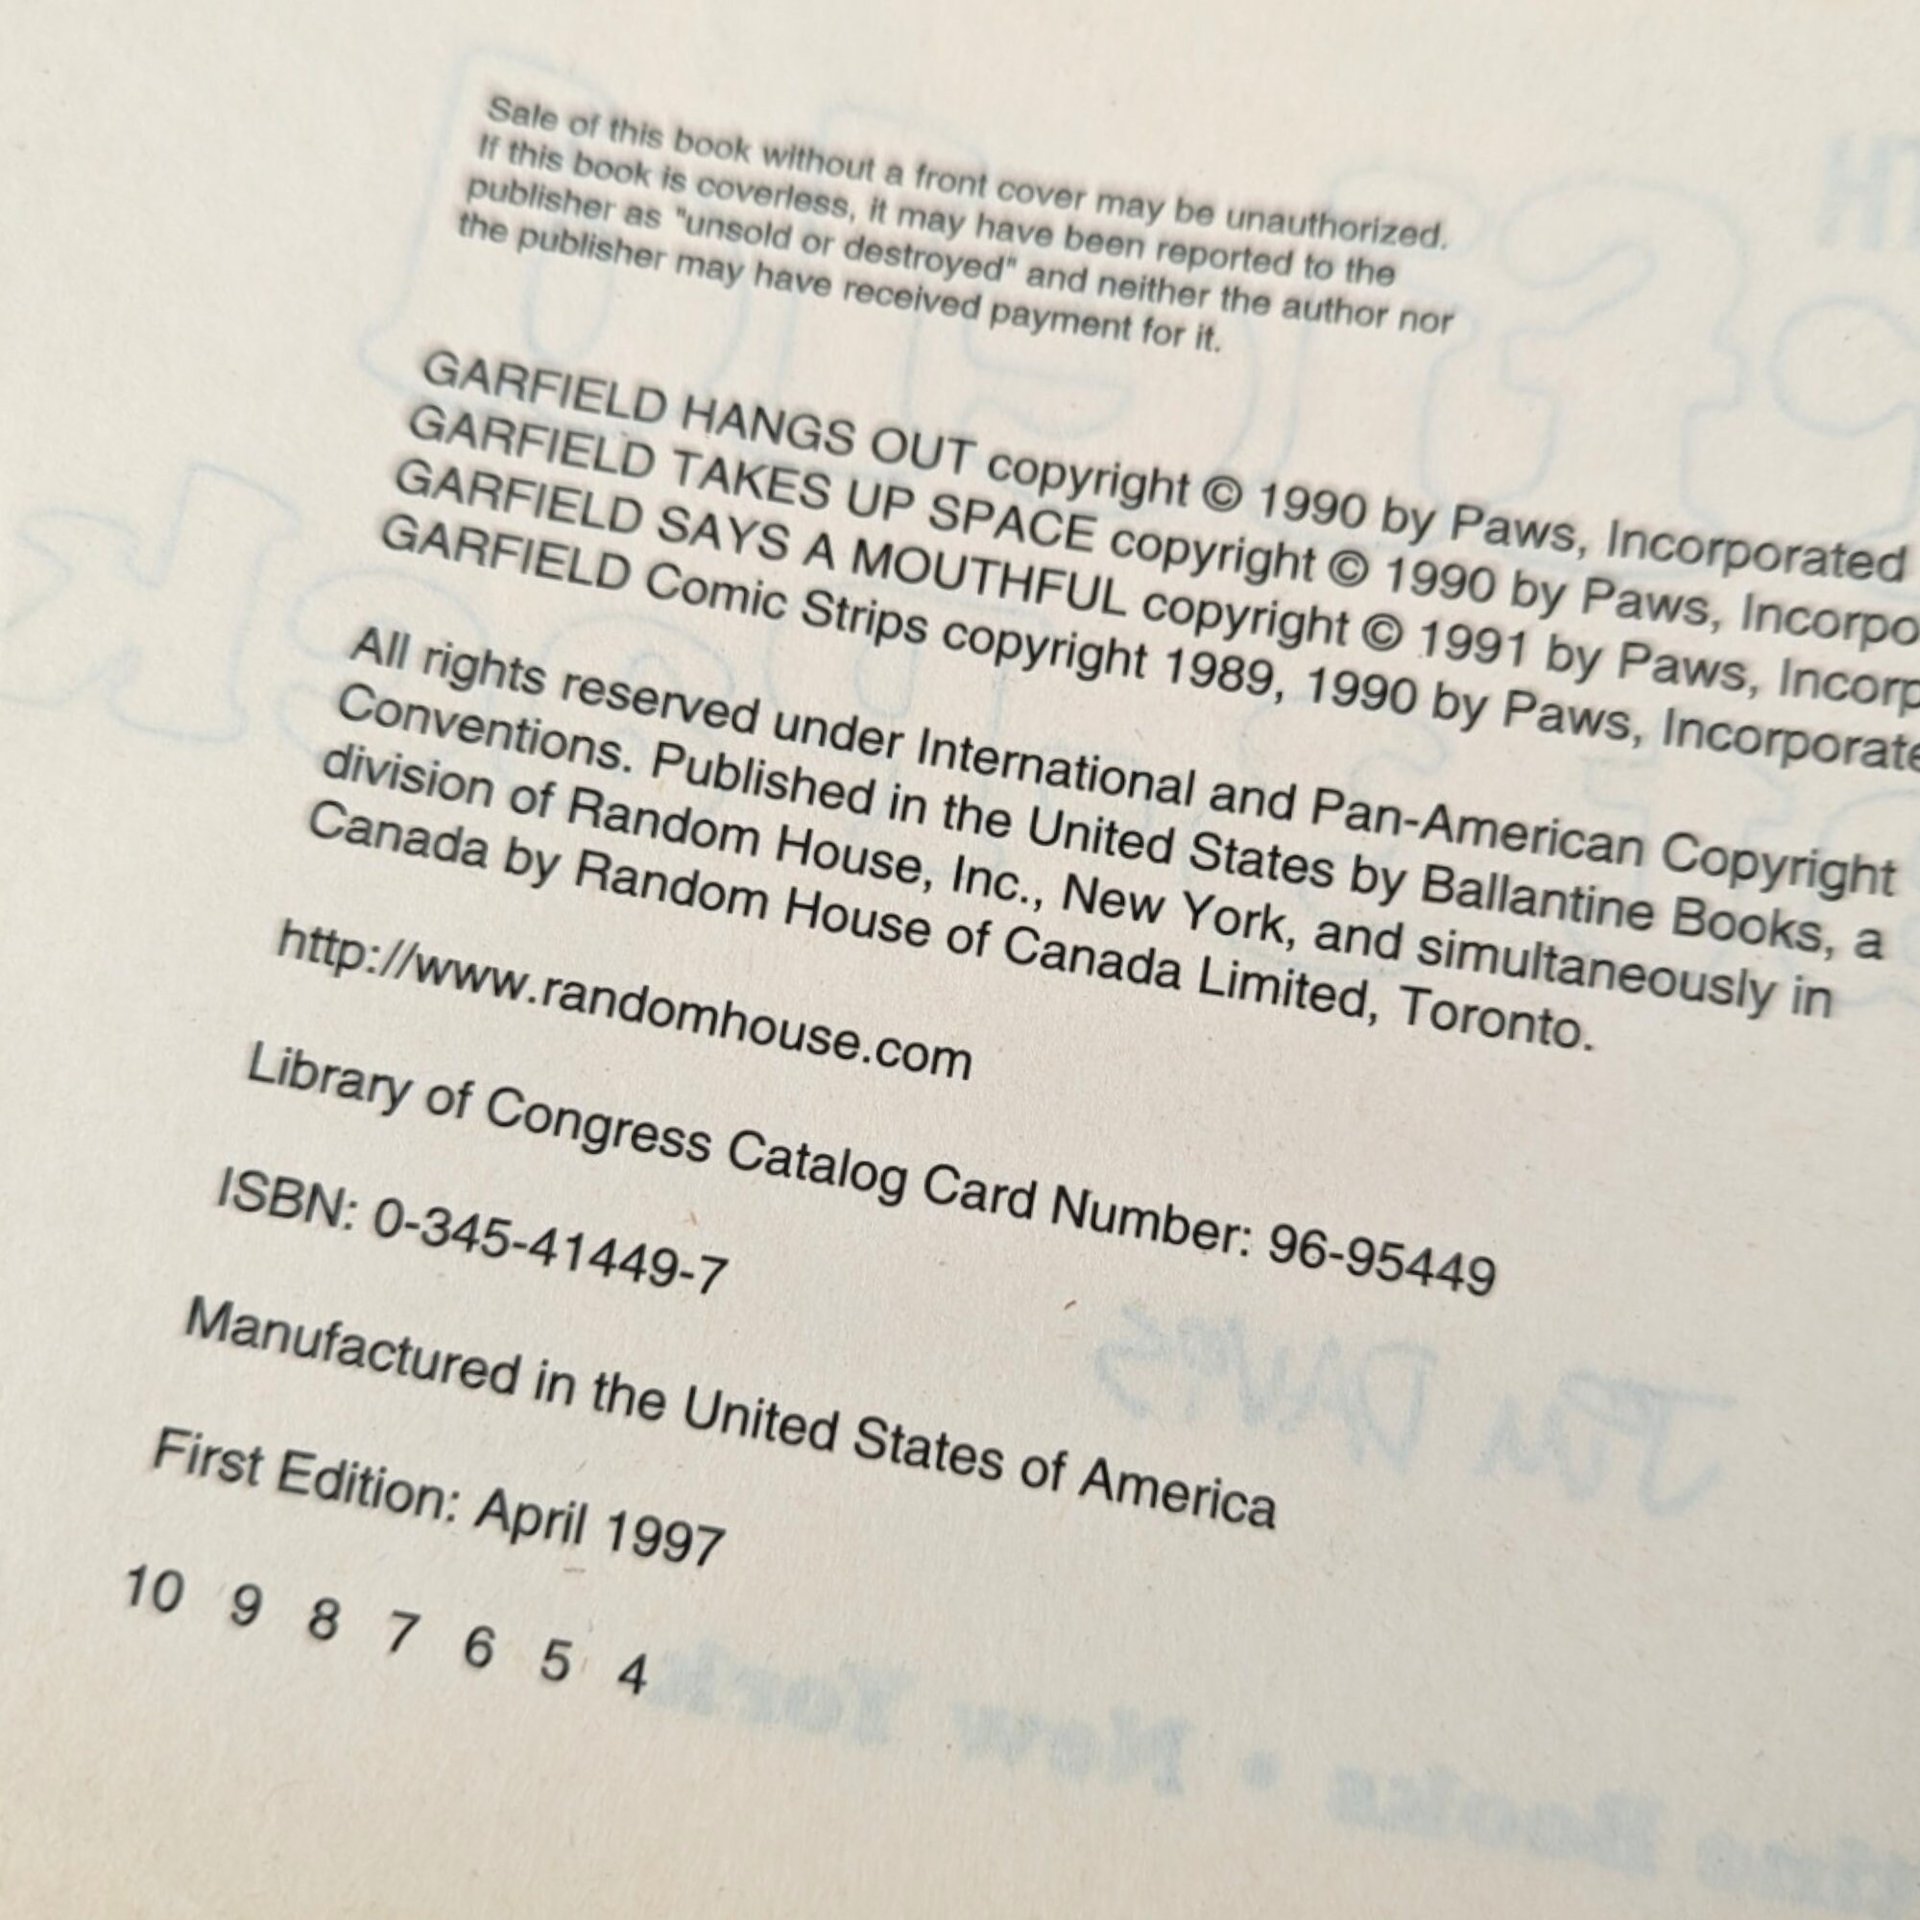 Sale of this book without a front cover may be unauthorized.
If this book is coverless, it may have been reported to the
publisher as "unsold or destroyed" and neither the author nor
the publisher may have received payment for it.
GARFIELD HANGS OUT copyright © 1990 by Paws, Incorporated
GARFIELD TAKES UP SPACE copyright © 1990 by Paws, Incorpo
GARFIELD SAYS A MOUTHFUL copyright © 1991 by Paws, Incorp
GARFIELD Comic Strips copyright 1989, 1990 by Paws, Incorporate
All rights reserved under International and Pan-American Copyright
Conventions. Published in the United States by Ballantine Books, a
division of Random House, Inc., New York, and simultaneously in
Canada by Random House of Canada Limited, Toronto.
http://www.randomhouse.com
Library of Congress Catalog Card Number: 96-95449
ISBN: 0-345-41449-7
Manufactured in the United States of America
First Edition: April 1997
10 9 8 7 6 5 4